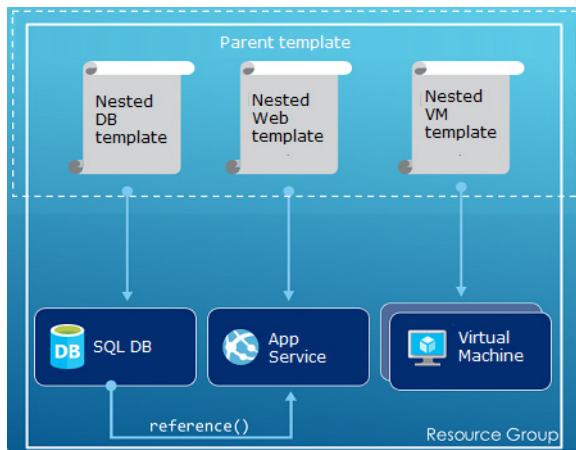 Parent template
Nested
DB
template
Nested
Web
template
Nested
VM
template
DB
SQL DB
App
Service
Virtual
Machine
reference()
Resource Group